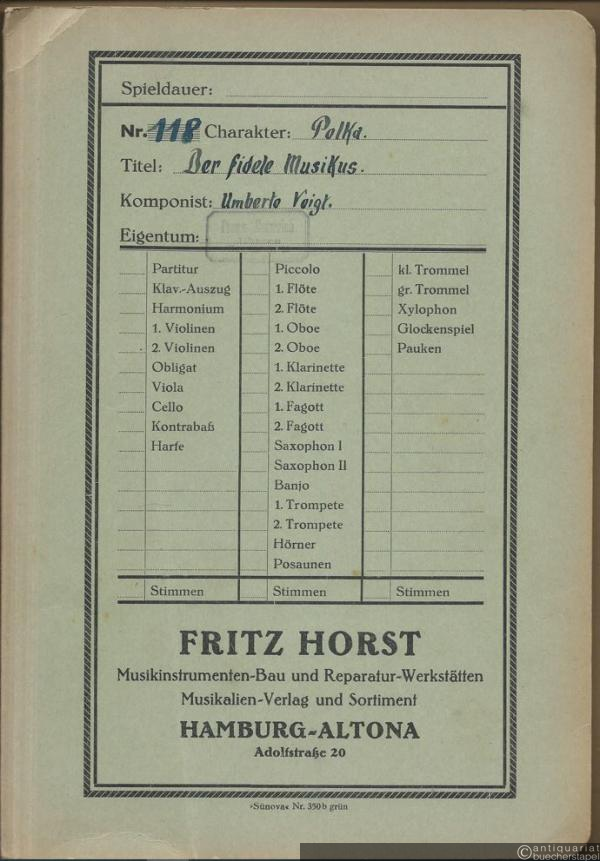 Spieldauer:
Nr. 118 Charakter: Polka.
Titel: Der fidele Musikus.
Komponist: Umberto Voigt.
Eigentum:
Partitur
Klav.-Auszug
Harmonium
1. Violinen
2. Violinen
Obligat
Viola
Cello
Kontrabaß
Harfe
Stimmen
Piccolo
1. Flöte
2. Flöte
1. Oboe
2. Oboe
1. Klarinette
2. Klarinette
1. Fagott
2. Fagott
Saxophon I
Saxophon II
Banjo
1. Trompete
2. Trompete
Hörner
Posaunen
Stimmen
kl. Trommel
gr. Trommel
Xylophon
Glockenspiel
Pauken
Stimmen
FRITZ HORST
Musikinstrumenten-Bau und Reparatur-Werkstätten
Musikalien-Verlag und Sortiment
HAMBURG-ALTONA
Adolfstraße 20
»Sünova« Nr. 350 b grün
©antiquariat
buecherstapel